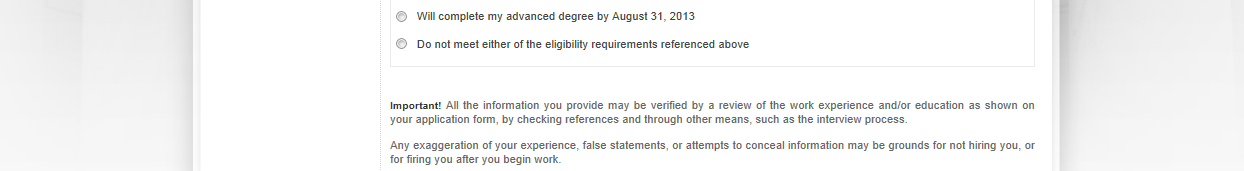 Will complete my advanced degree by August 31, 2013
Do not meet either of the eligibility requirements referenced above
Important! All the information you provide may be verified by a review of the work experience and/or education as shown on
your application form, by checking references and through other means, such as the interview process.
Any exaggeration of your experience, false statements, or attempts to conceal information may be grounds for not hiring you, or
for firing you after you begin work.